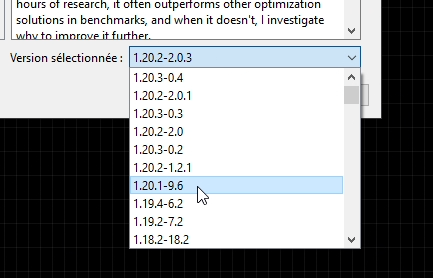 hours of research, it often outperforms other optimization
solutions in benchmarks, and when it doesn't, I investigate
why to improve it further.
Version sélectionnée : 1.20.2-2.0.3
1.20.3-0.4
1.20.2-2.0.1
1.20.3-0.3
1.20.2-2.0
1.20.3-0.2
1.20.2-1.2.1
1.20.1-9.6
1.19.4-6.2
1.19.2-7.2
1.18.2-18.2